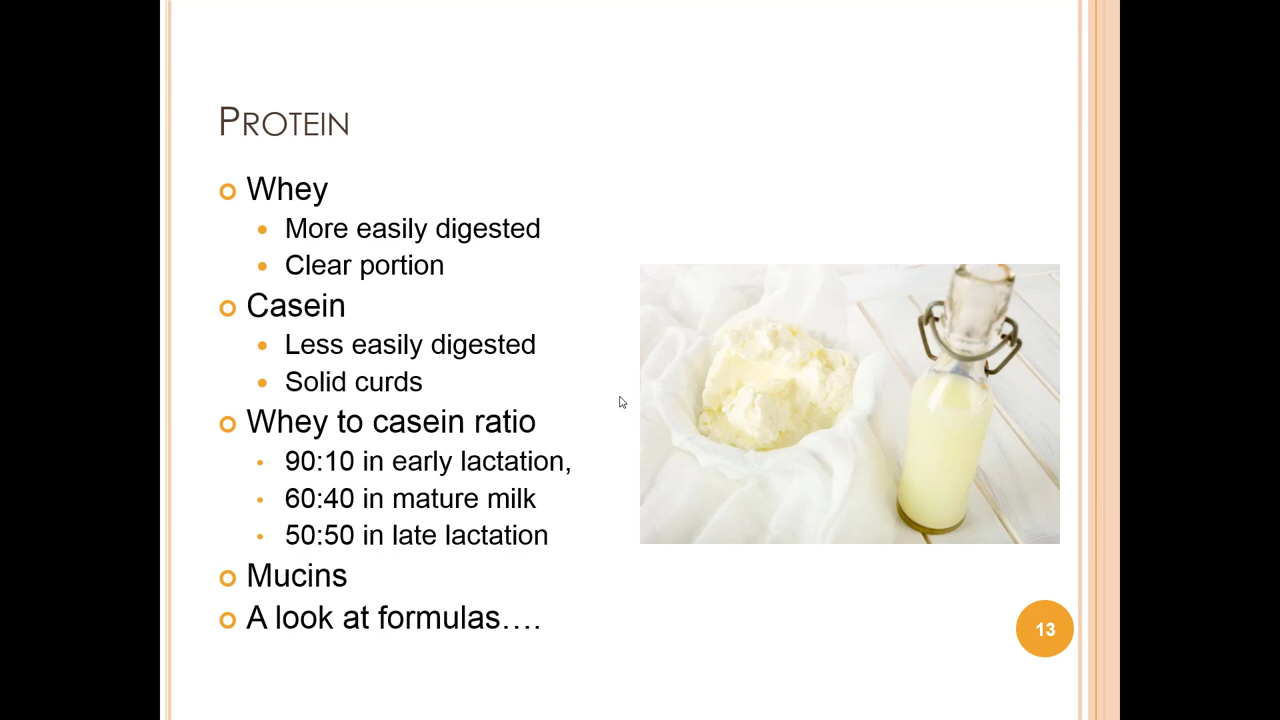 Protein
Whey
More easily digested
Clear portion
Casein
Less easily digested
Solid curds
Whey to casein ratio
90:10 in early lactation,
60:40 in mature milk
50:50 in late lactation
Mucins
A look at formulas….
13